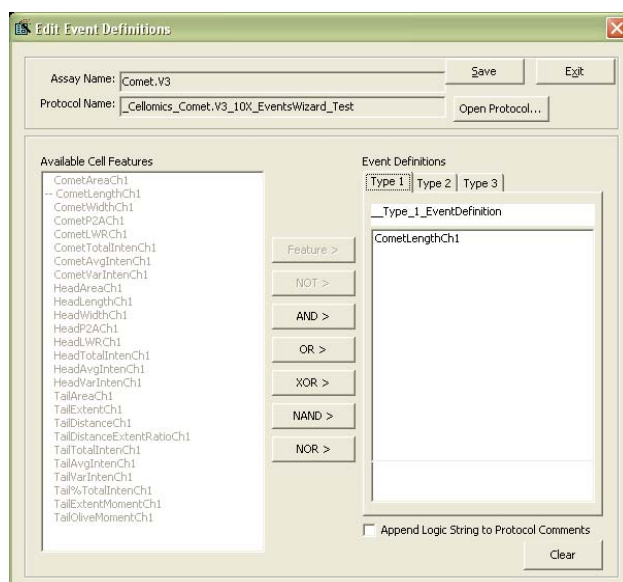 Edit Event Definitions
Assay Name: Comet.V3
Save
Exit
Protocol Name: _Cellomics_Comet.V3_10X_EventsWizard_Test
Open Protocol...
Available Cell Features
CometAreaCh1
-- CometLengthCh1
CometWidthCh1
CometP2ACh1
CometLWRCh1
CometTotalIntenCh1
CometAvgIntenCh1
CometVarIntenCh1
HeadAreaCh1
HeadLengthCh1
HeadWidthCh1
HeadP2ACh1
HeadLWRCh1
HeadTotalIntenCh1
HeadAvgIntenCh1
HeadVarIntenCh1
TailAreaCh1
TailExtentCh1
TailDistanceCh1
TailDistanceExtentRatioCh1
TailTotalIntenCh1
TailAvgIntenCh1
TailVarIntenCh1
Tail%TotalIntenCh1
TailExtentMomentCh1
TailOliveMomentCh1
Feature >
NOT >
AND >
OR >
XOR >
NAND >
NOR >
Event Definitions
Type 1
Type 2
Type 3
__Type_1_EventDefinition
CometLengthCh1
Append Logic String to Protocol Comments
Clear